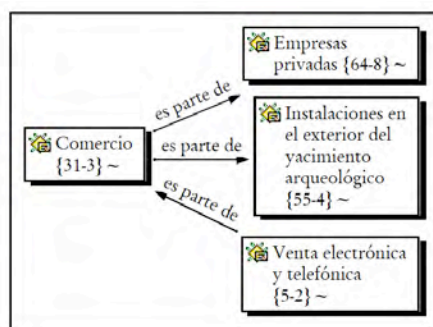 Empresas
privadas {64-8} ~
es parte de
Comercio
{31-3} ~
es parte de
Instalaciones en
el exterior del
yacimiento
arqueológico
{55-4} ~
es parte de
Venta electrónica
y telefónica
{5-2} ~